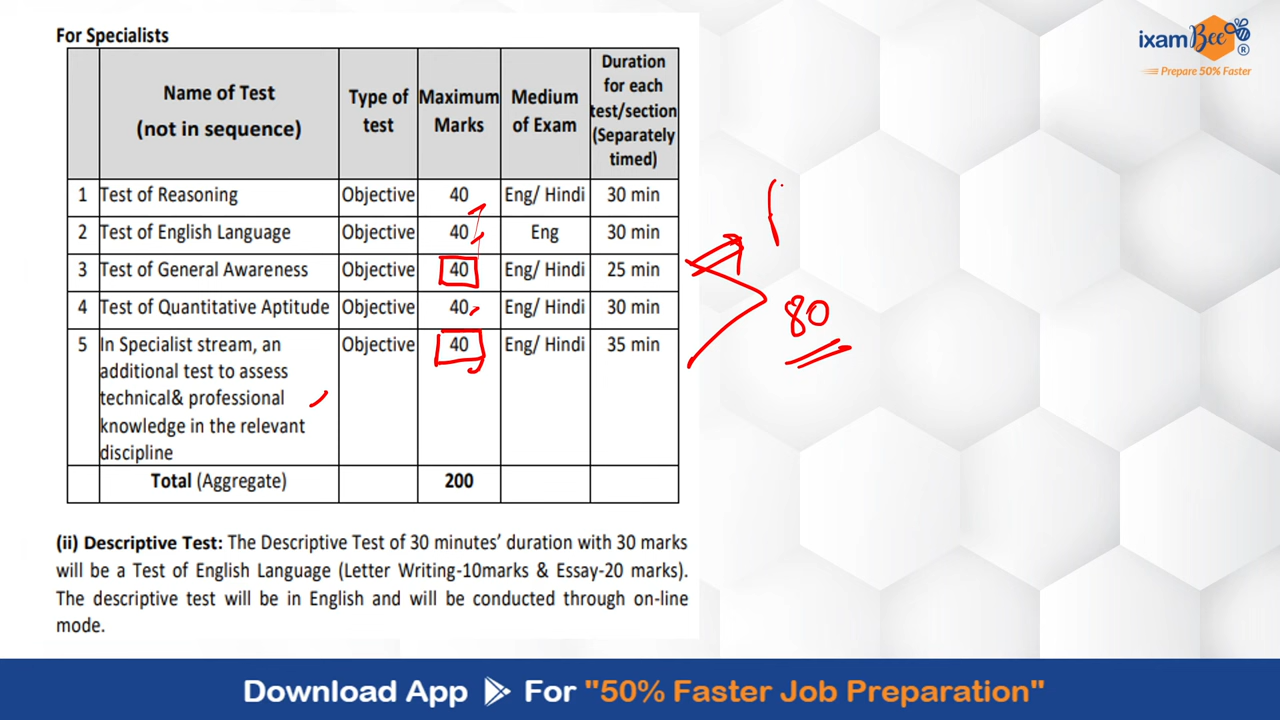 For Specialists
ixamBee
®
Prepare 50% Faster
Name of Test
(not in sequence)
Type of
test
Maximum
Marks
Medium
of Exam
Duration
for each
test/section
(Separately
timed)
1 Test of Reasoning Objective 40 Eng/ Hindi 30 min
2 Test of English Language Objective 40 Eng 30 min
3 Test of General Awareness Objective 40 Eng/ Hindi 25 min
4 Test of Quantitative Aptitude Objective 40 Eng/ Hindi 30 min
80
5 In Specialist stream, an Objective 40 Eng/ Hindi 35 min
additional test to assess
technical& professional
knowledge in the relevant
discipline
Total (Aggregate) 200
(ii) Descriptive Test: The Descriptive Test of 30 minutes' duration with 30 marks
will be a Test of English Language (Letter Writing-10marks & Essay-20 marks).
The descriptive test will be in English and will be conducted through on-line
mode.
Download App For "50% Faster Job Preparation"